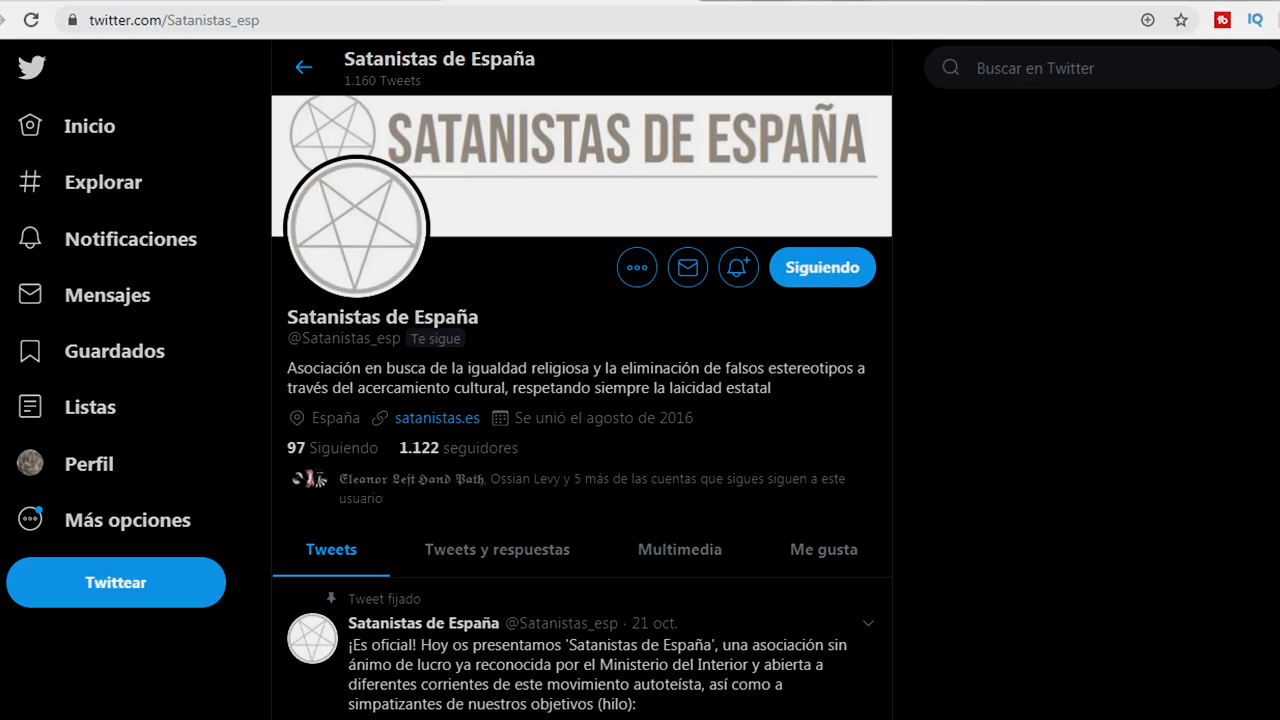 twitter.com/Satanistas_esp
IQ
Satanistas de España
1.160 Tweets
Buscar en Twitter
SATANISTAS DE ESPAÑA
Inicio
Explorar
Notificaciones
Mensajes
Guardados
Listas
Perfil
Más opciones
Twittear
Siguiendo
Satanistas de España
@Satanistas_esp Te sigue
Asociación en busca de la igualdad religiosa y la eliminación de falsos estereotipos a
través del acercamiento cultural, respetando siempre la laicidad estatal
España satanistas.es Se unió el agosto de 2016
97 Siguiendo 1.122 seguidores
𝕰𝖑𝖊𝖆𝖓𝖔𝖗 𝕷𝖊𝖋𝖙 𝕳𝖆𝖓𝖉 𝕻𝖆𝖙𝖍, Ossian Levy y 5 más de las cuentas que sigues siguen a este
usuario
Tweets Tweets y respuestas Multimedia Me gusta
Tweet fijado
Satanistas de España @Satanistas_esp · 21 oct.
¡Es oficial! Hoy os presentamos 'Satanistas de España', una asociación sin
ánimo de lucro ya reconocida por el Ministerio del Interior y abierta a
diferentes corrientes de este movimiento autoteísta, así como a
simpatizantes de nuestros objetivos (hilo):